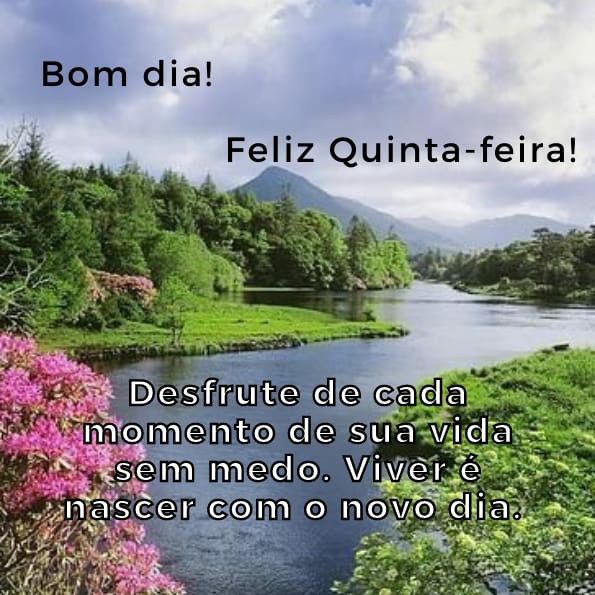 Bom dia!
Feliz Quinta-feira!
Desfrute de cada
momento de sua vida
sem medo. Viver é
nascer com o novo dia.